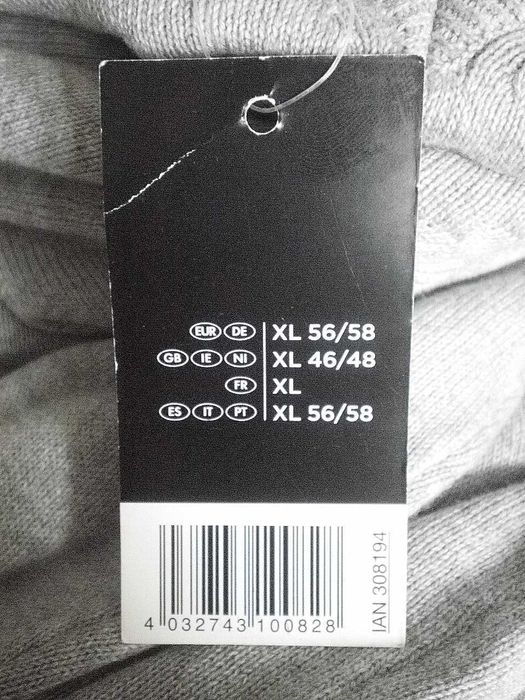 EUR DE XL 56/58
GB IE NI XL 46/48
FR XL
ES IT PT XL 56/58
4 032743 100828
IAN 308194